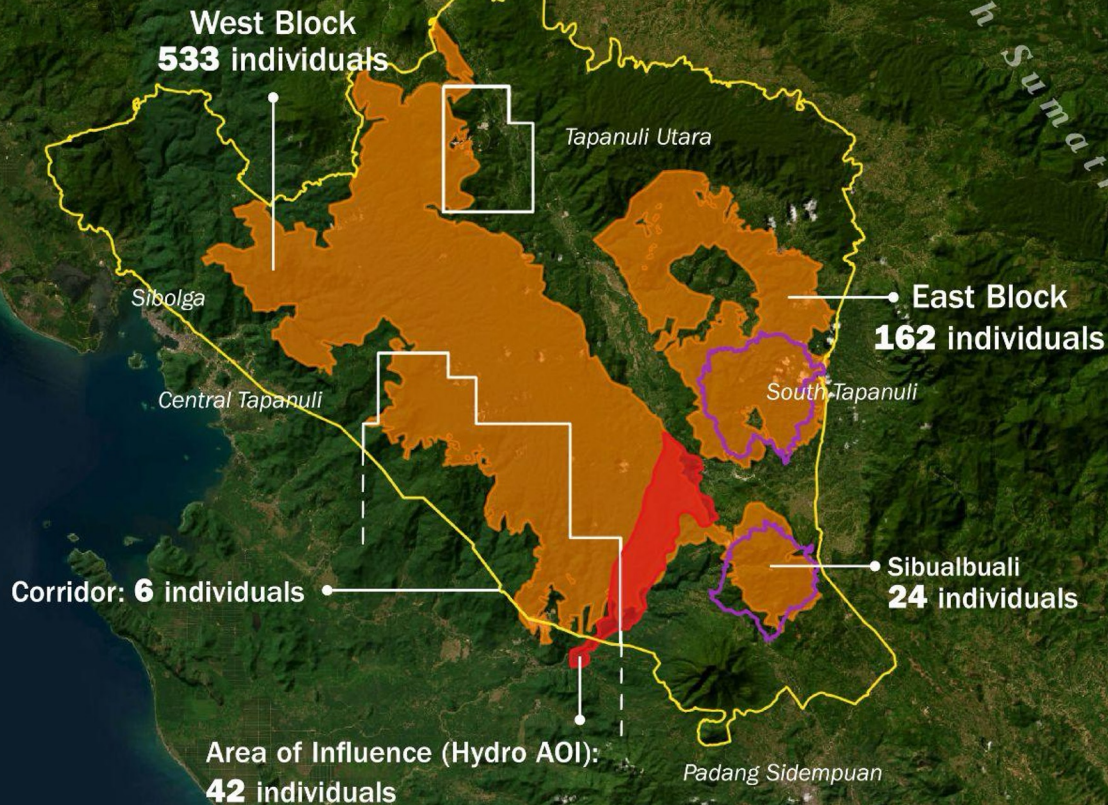 West Block
533 individuals
h Sumat
Tapanuli Utara
Sibolga
East Block
162 individuals
Central Tapanuli
South Tapanuli
Sibualbuali
24 individuals
Corridor: 6 individuals
Area of Influence (Hydro AOI):
42 individuals
Padang Sidempuan